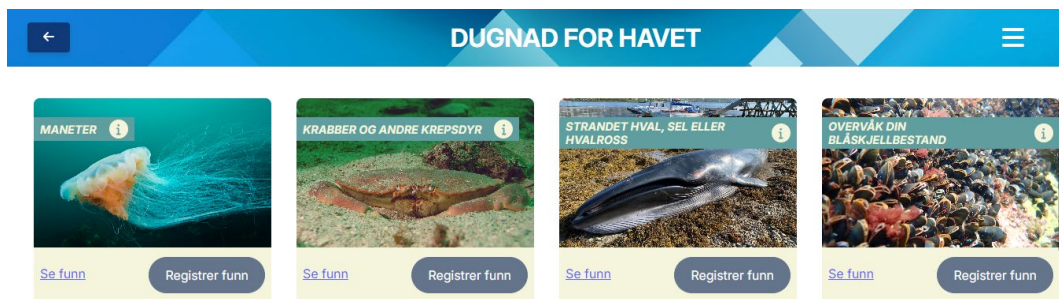 DUGNAD FOR HAVET
MANETER i
KRABBER OG ANDRE KREPSDYR i
STRANDET HVAL, SEL ELLER
HVALROSS i
OVERVÅK DIN
BLÅSKJELLBESTAND i
Se funn
Registrer funn
Se funn
Registrer funn
Se funn
Registrer funn
Se funn
Registrer funn